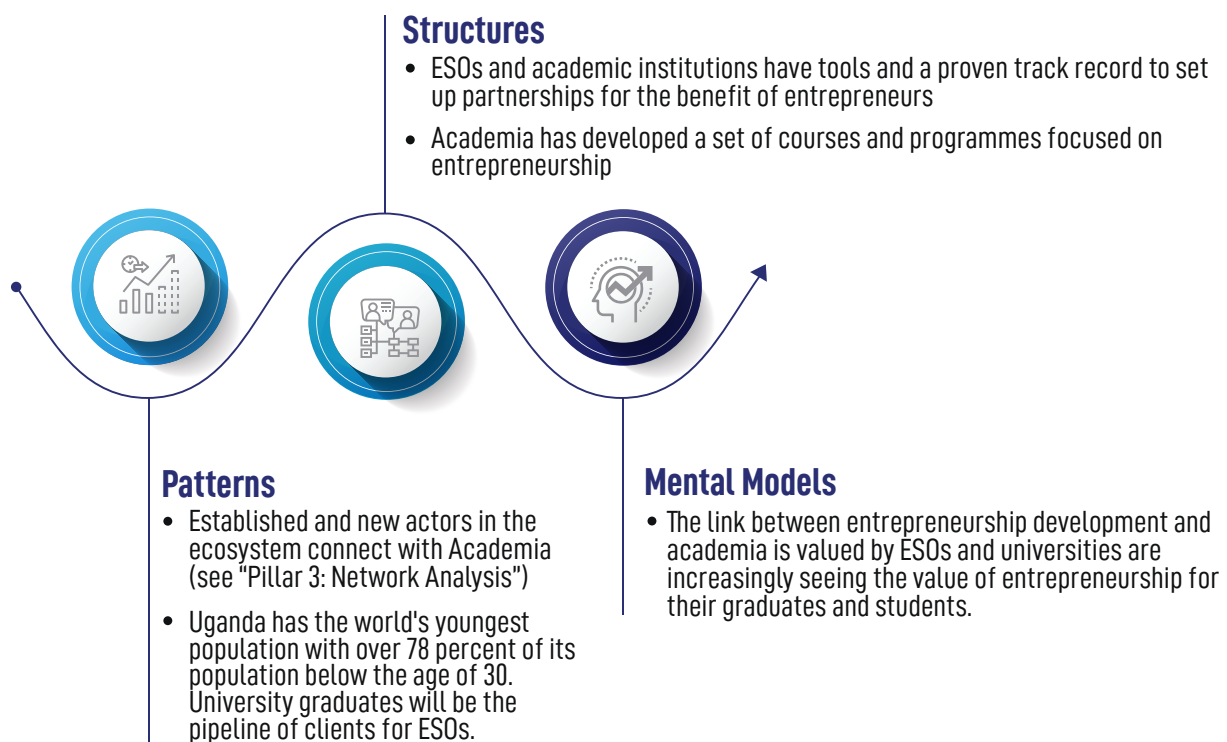 Structures
• ESOs and academic institutions have tools and a proven track record to set
up partnerships for the benefit of entrepreneurs
• Academia has developed a set of courses and programmes focused on
entrepreneurship
Patterns
• Established and new actors in the
ecosystem connect with Academia
(see "Pillar 3: Network Analysis")
• Uganda has the world's youngest
population with over 78 percent of its
population below the age of 30.
University graduates will be the
pipeline of clients for ESOs.
Mental Models
• The link between entrepreneurship development and
academia is valued by ESOs and universities are
increasingly seeing the value of entrepreneurship for
their graduates and students.